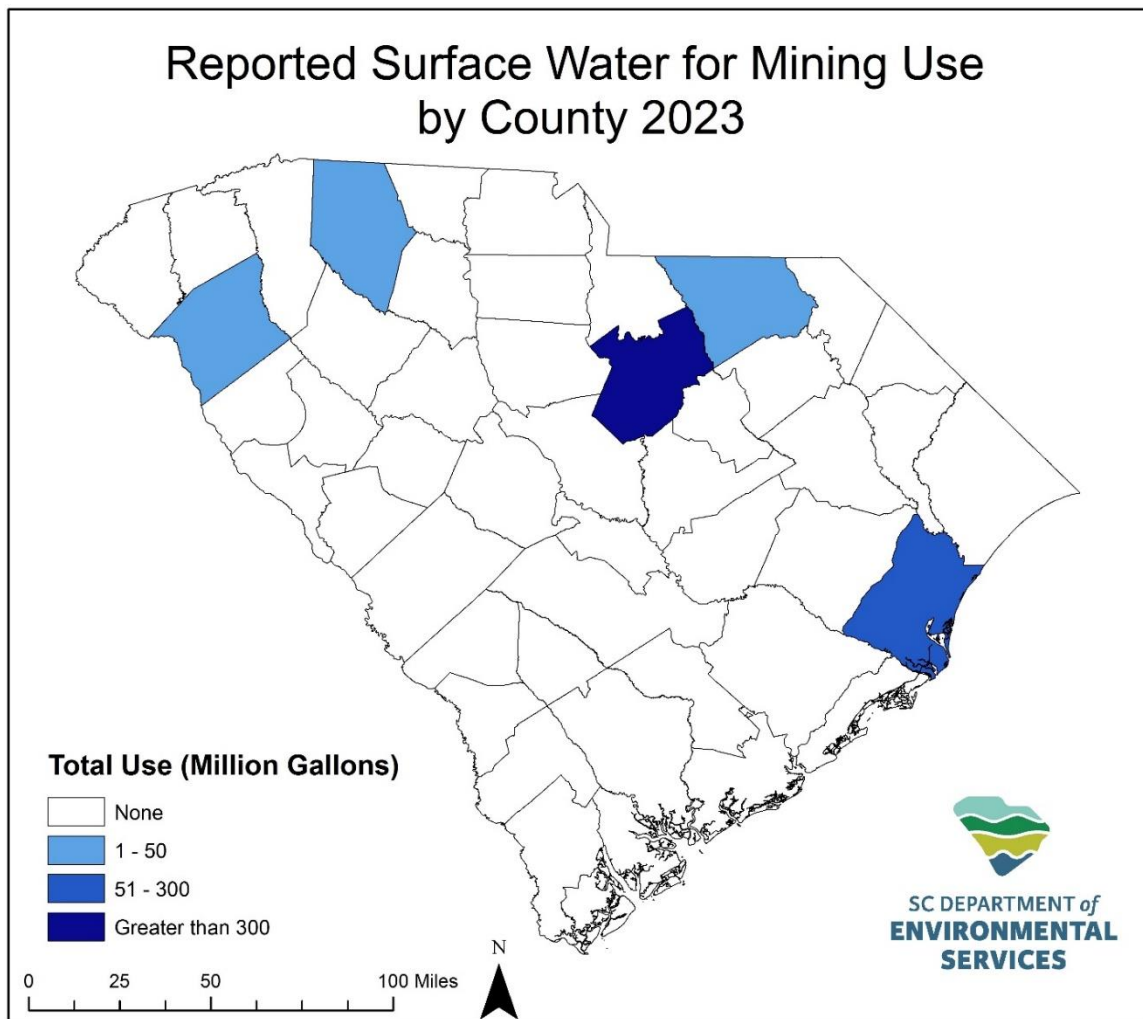 Reported Surface Water for Mining Use
by County 2023
Total Use (Million Gallons)
None
1 - 50
51 - 300
Greater than 300
0 25 50 100 Miles
N
SC DEPARTMENT of
ENVIRONMENTAL
SERVICES